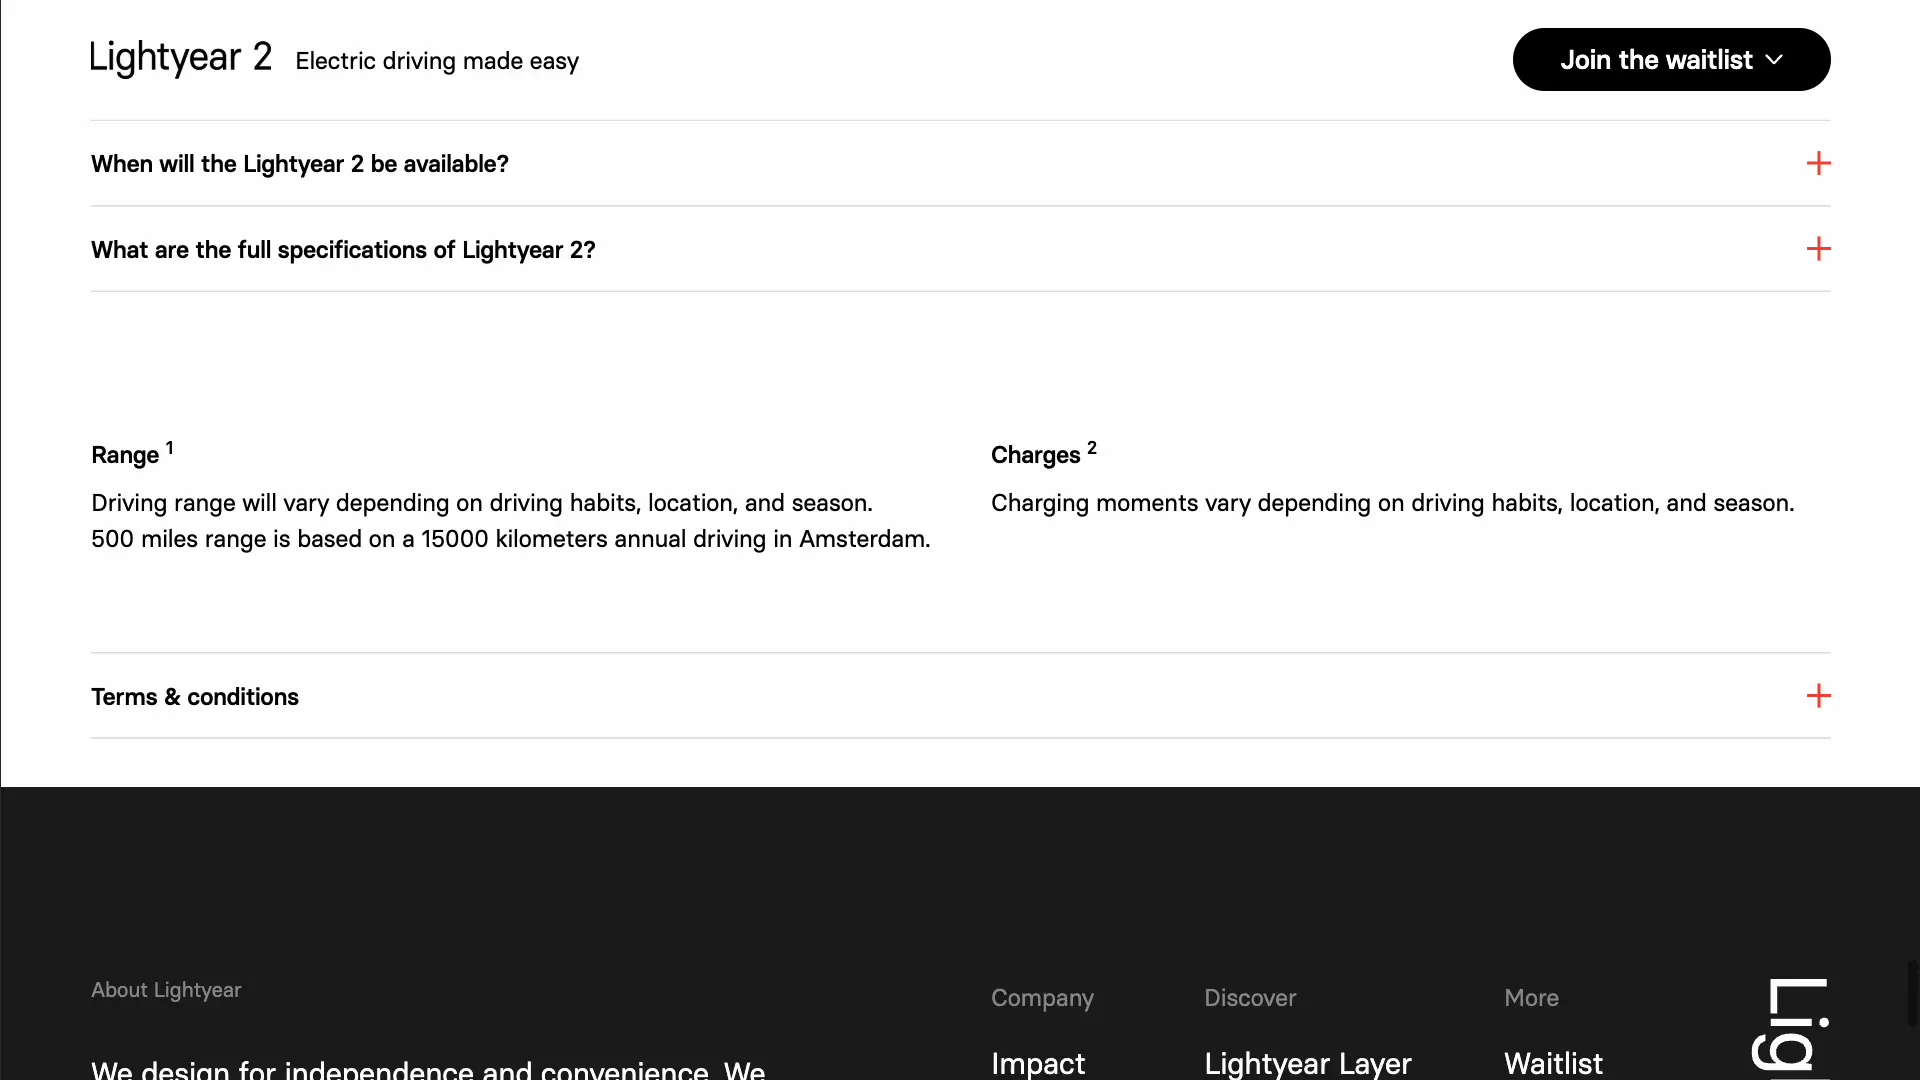 Lightyear 2 Electric driving made easy
Join the waitlist
When will the Lightyear 2 be available?
What are the full specifications of Lightyear 2?
Range 1
Driving range will vary depending on driving habits, location, and season.
500 miles range is based on a 15000 kilometers annual driving in Amsterdam.
Charges 2
Charging moments vary depending on driving habits, location, and season.
Terms & conditions
About Lightyear
We design for independence and convenience. We
Company
Impact
Discover
Lightyear Layer
More
Waitlist
Lig